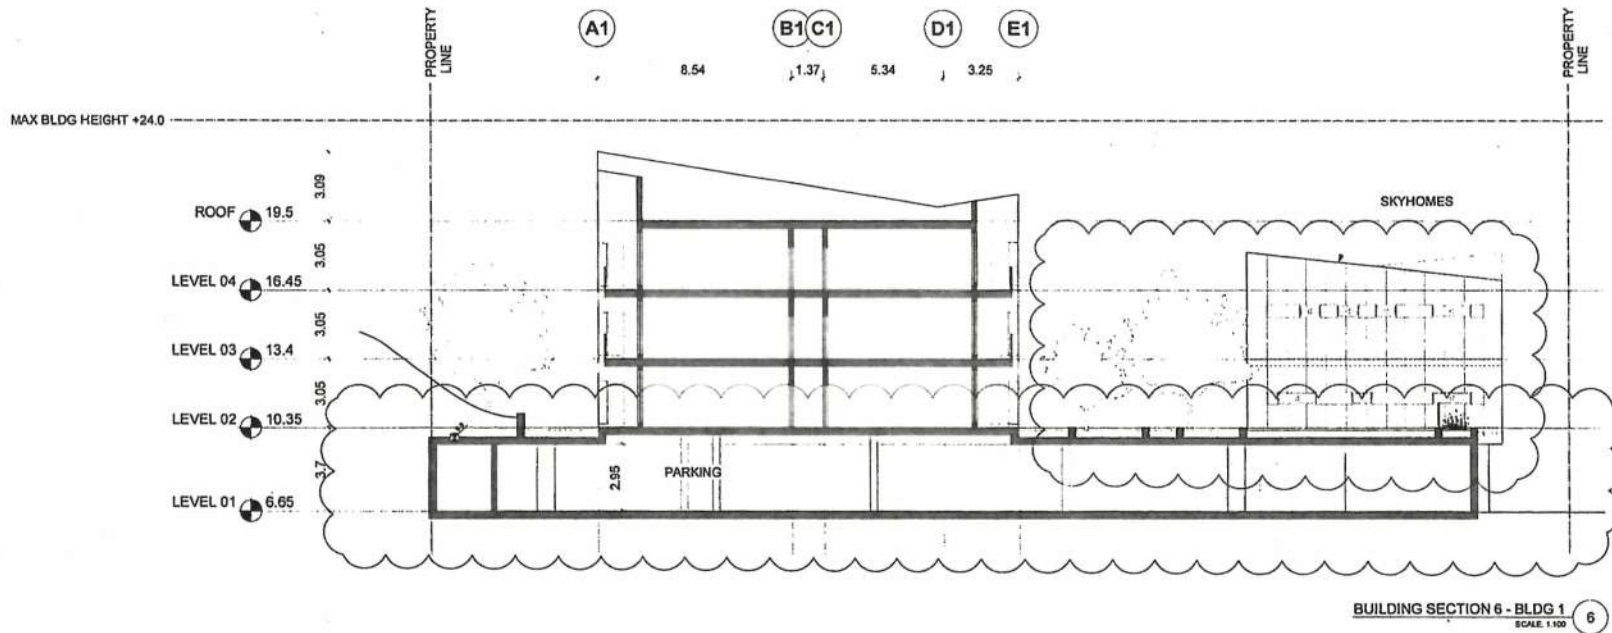 PROPERTY
LINE
A1
B1
C1
D1
E1
PROPERTY
LINE
8.54
1.37
5.34
3.25
MAX BLDG HEIGHT +24.0
3.09
ROOF 19.5
SKYHOMES
3.05
LEVEL 04 16.45
3.05
LEVEL 03 13.4
3.05
LEVEL 02 10.35
3.7
2.95
PARKING
LEVEL 01 6.65
BUILDING SECTION 6 - BLDG 1
SCALE 1:100
6